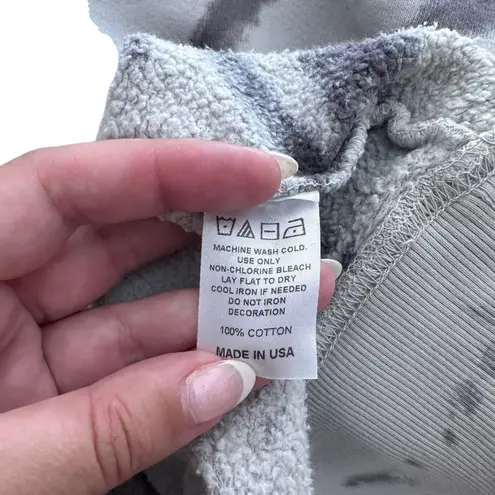 MACHINE WASH COLD.
USE ONLY
NON-CHLORINE BLEACH
LAY FLAT TO DRY
COOL IRON IF NEEDED
DO NOT IRON
DECORATION
100% COTTON
MADE IN USA